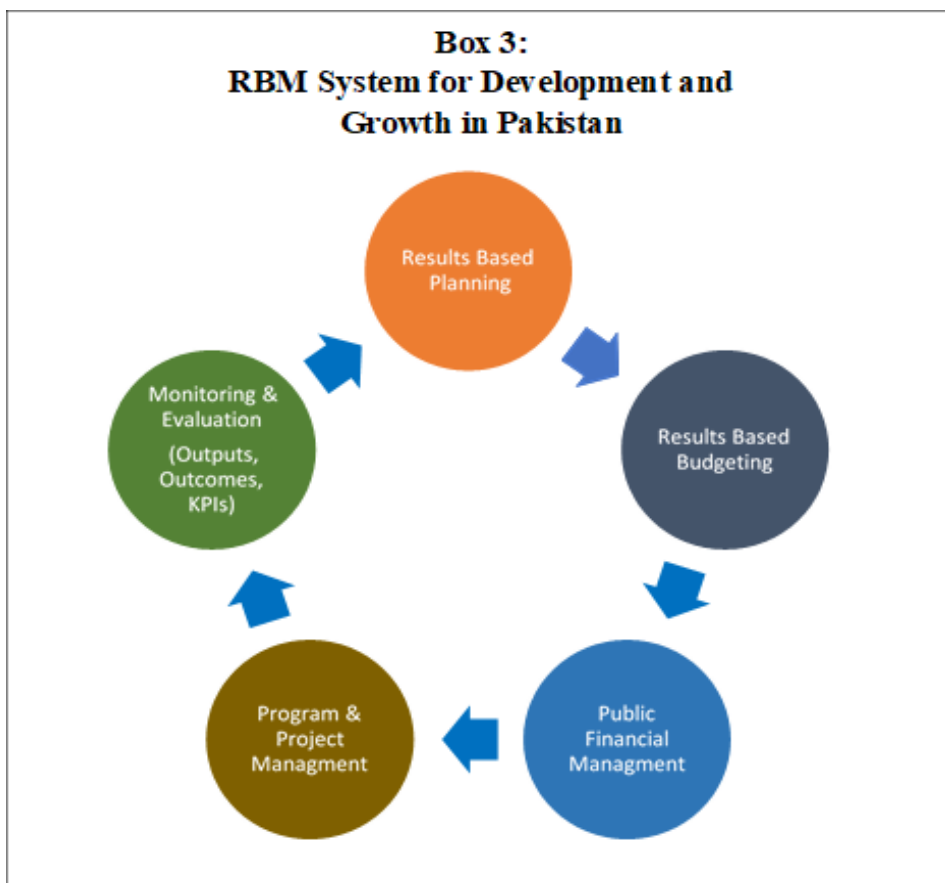 Box 3:
RBM System for Development and
Growth in Pakistan
Results Based
Planning
Results Based
Budgeting
Public
Financial
Managment
Program &
Project
Managment
Monitoring &
Evaluation
(Outputs,
Outcomes,
KPIs)